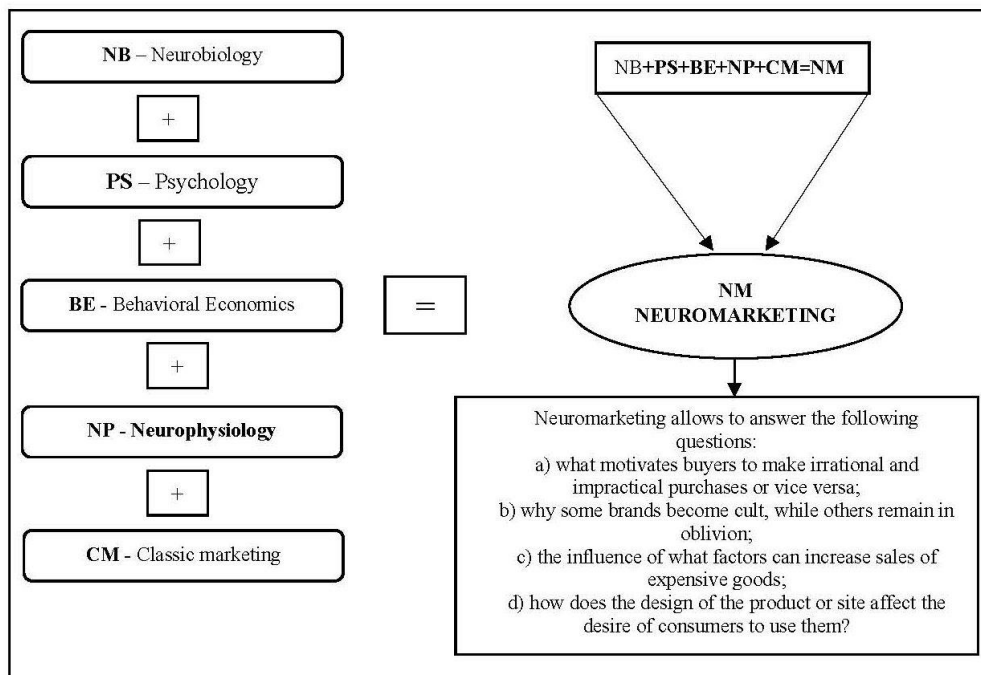 NB – Neurobiology
+
PS – Psychology
+
BE - Behavioral Economics
+
NP - Neurophysiology
+
CM - Classic marketing
=
NB+PS+BE+NP+CM=NM
NM
NEUROMARKETING
Neuromarketing allows to answer the following
questions:
a) what motivates buyers to make irrational and
impractical purchases or vice versa;
b) why some brands become cult, while others remain in
oblivion;
c) the influence of what factors can increase sales of
expensive goods;
d) how does the design of the product or site affect the
desire of consumers to use them?